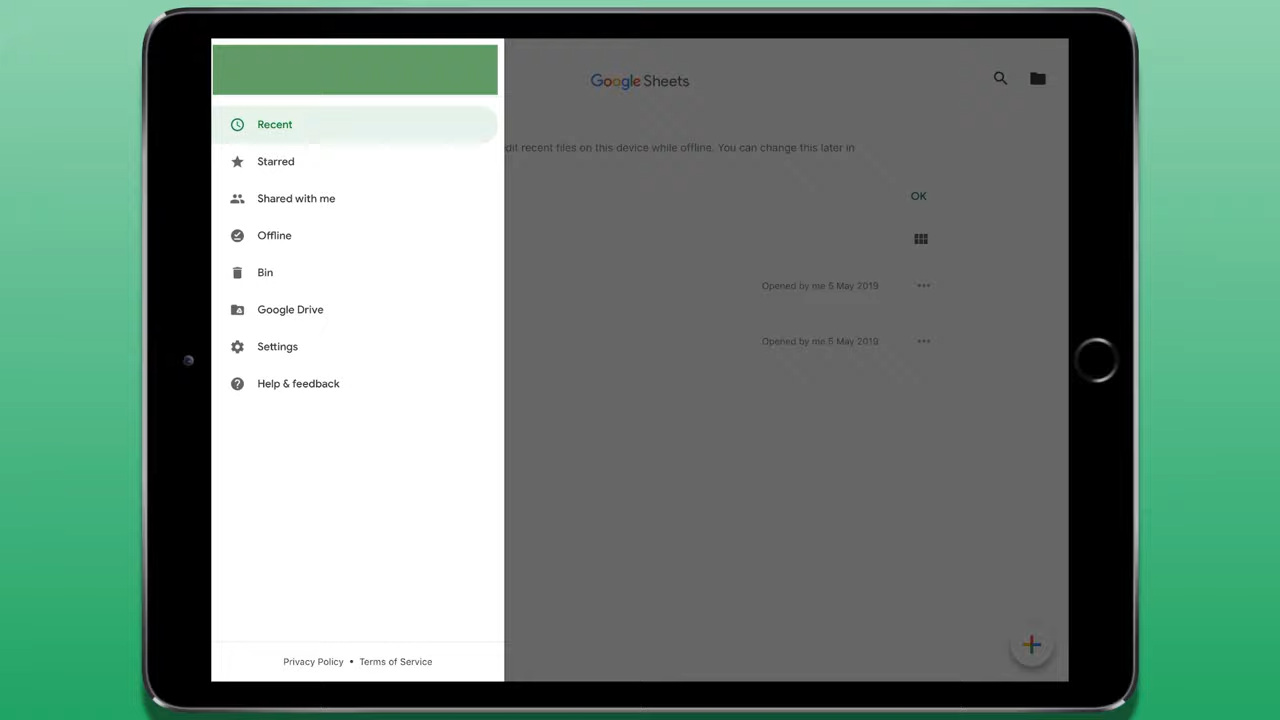 Google Sheets
Recent
dit recent files on this device while offline. You can change this later in
Starred
Shared with me
OK
Offline
Bin
Opened by me 5 May 2019
Google Drive
Settings
Opened by me 5 May 2019
Help & feedback
Privacy Policy • Terms of Service